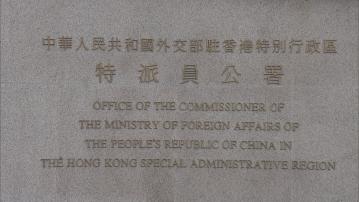 中華人民共和國外交部駐香港特別行政區
特派員公署
OFFICE OF THE COMMISSIONER OF
THE MINISTRY OF FOREIGN AFFAIRS OF
THE PEOPLE'S REPUBLIC OF CHINA IN
THE HONG KONG SPECIAL ADMINISTRATIVE REGION